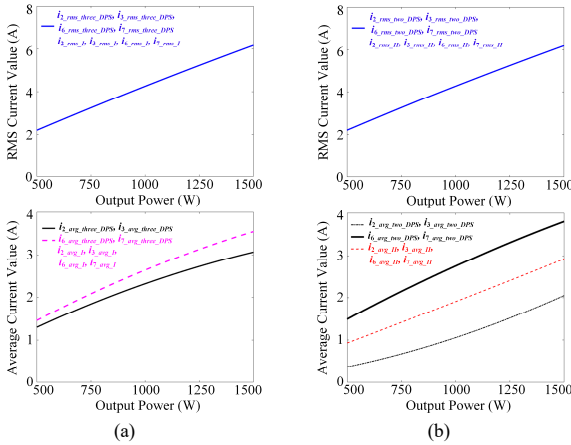 8
6
4
2
0
RMS Current Value (A)
i2_rms_three_DPS, i3_rms_three_DPS,
i6_rms_three_DPS, i7_rms_three_DPS
i2_rms_I, i3_rms_I, i6_rms_I, i7_rms_I
500 750 1000 1250 1500
Output Power (W)
8
6
4
2
0
RMS Current Value (A)
i2_rms_two_DPS, i3_rms_two_DPS,
i6_rms_two_DPS, i7_rms_two_DPS
i2_rms_II, i3_rms_II, i6_rms_II, i7_rms_II
500 750 1000 1250 1500
Output Power (W)
4
3
2
1
0
Average Current Value (A)
i2_avg_three_DPS, i3_avg_three_DPS
i6_avg_three_DPS, i7_avg_three_DPS
i2_avg_I, i3_avg_I,
i6_avg_I, i7_avg_I
500 750 1000 1250 1500
Output Power (W)
(a)
4
3
2
1
0
Average Current Value (A)
i2_avg_two_DPS, i3_avg_two_DPS
i6_avg_two_DPS, i7_avg_two_DPS
i2_avg_II, i3_avg_II,
i6_avg_II, i7_avg_II
500 750 1000 1250 1500
Output Power (W)
(b)